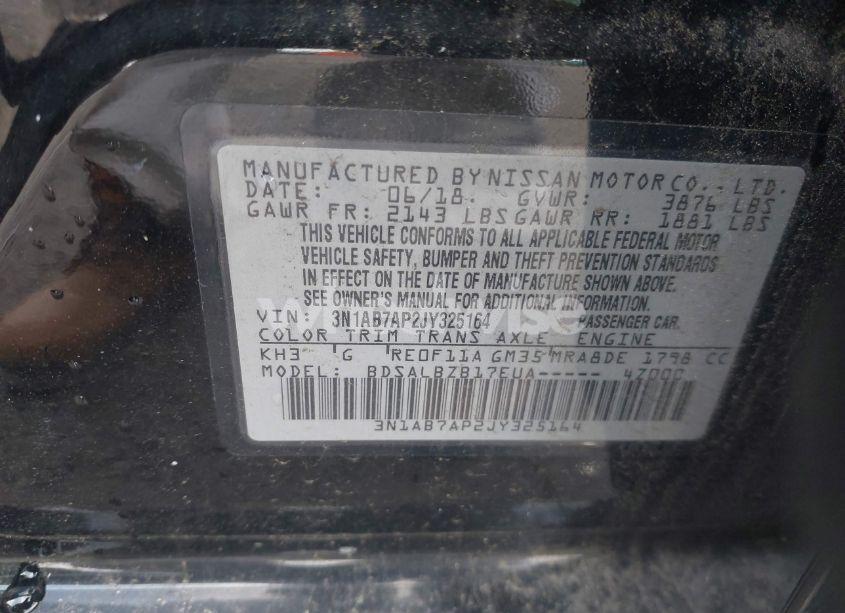 MANUFACTURED BY NISSAN MOTOR CO., LTD.
DATE: 06/18. GVWR: 3876 LBS
GAWR FR: 2143 LBS GAWR RR: 1881 LBS
THIS VEHICLE CONFORMS TO ALL APPLICABLE FEDERAL MOTOR
VEHICLE SAFETY, BUMPER AND THEFT PREVENTION STANDARDS
IN EFFECT ON THE DATE OF MANUFACTURE SHOWN ABOVE.
SEE OWNER'S MANUAL FOR ADDITIONAL INFORMATION.
VIN: 3N1AB7AP2JY325164 PASSENGER CAR.
COLOR TRIM TRANS AXLE ENGINE
KH3 G RE0F11A GM35 MRA8DE 1798 CC
MODEL: BDSALBZB17EUA----- 47000
3N1AB7AP2JY325164